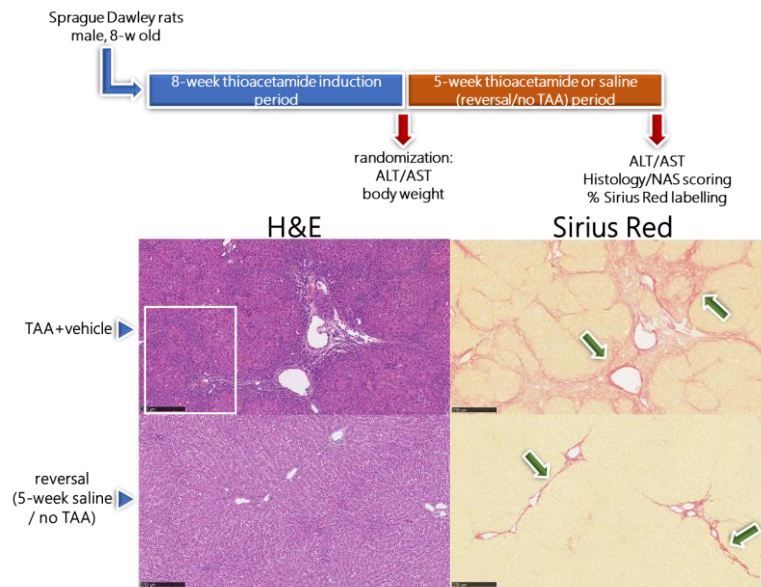 Sprague Dawley rats
male, 8-w old
8-week thioacetamide induction
period
5-week thioacetamide or saline
(reversal/no TAA) period
randomization:
ALT/AST
body weight
ALT/AST
Histology/NAS scoring
% Sirius Red labelling
H&E
Sirius Red
TAA+vehicle
reversal
(5-week saline
/ no TAA)